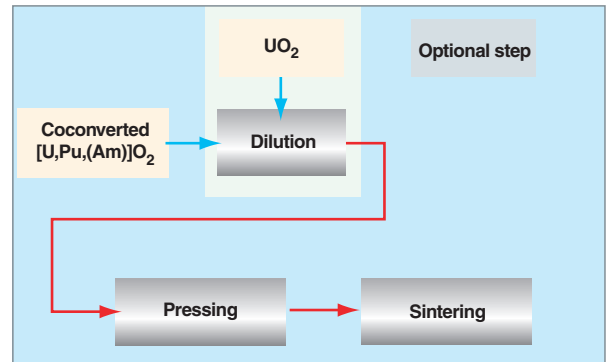 UO₂
Optional step
Coconverted
[U,Pu,(Am)]O₂
Dilution
Pressing
Sintering